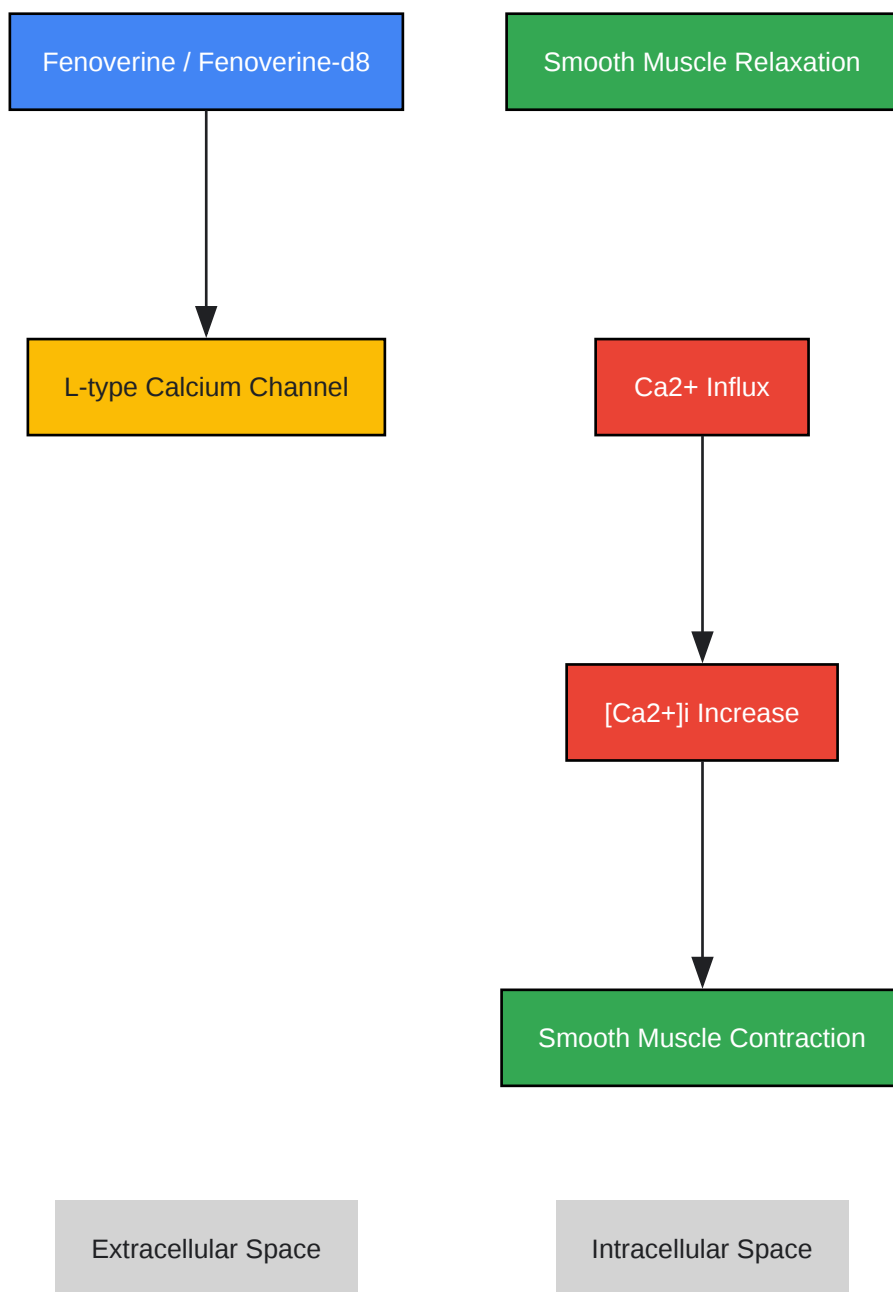 Fenoverine / Fenoverine-d8
Smooth Muscle Relaxation
L-type Calcium Channel
Ca2+ Influx
[Ca2+]i Increase
Smooth Muscle Contraction
Extracellular Space
Intracellular Space